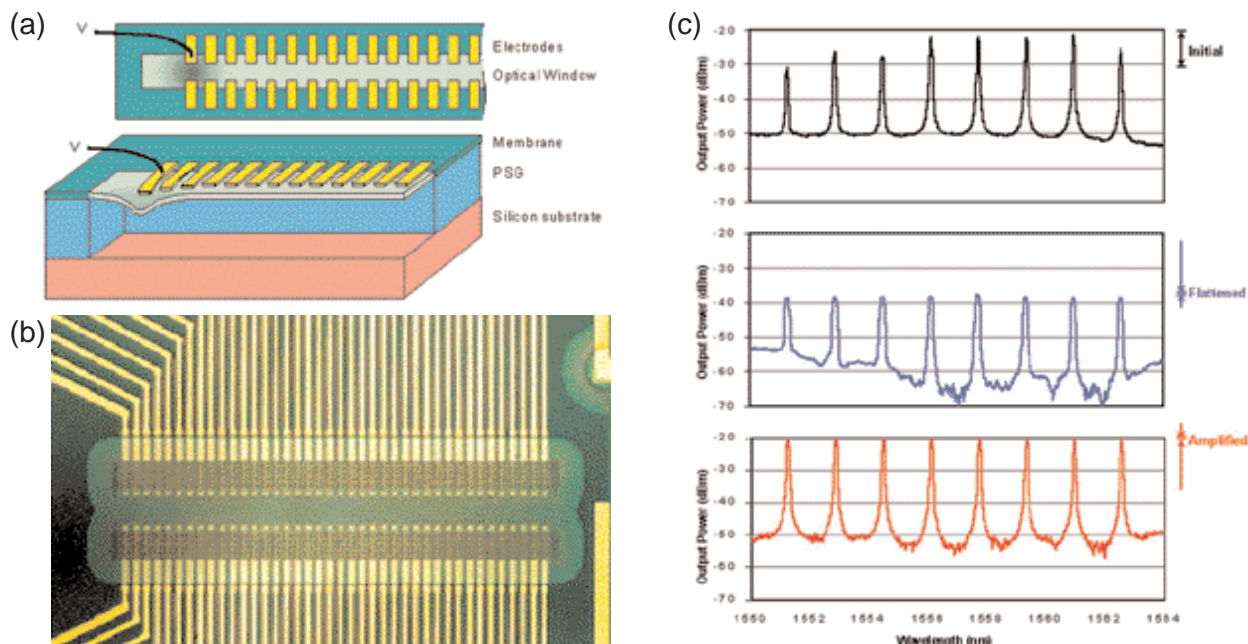 (a)
V
Electrodes
Optical Window
Membrane
V
PSG
Silicon substrate
(b)
(c)
-20
-30
-40
-50
-60
-70
Output Power (dBm)
Initial
-20
-30
-40
-50
-60
-70
Output Power (dBm)
Flattened
-20
-30
-40
-50
-60
-70
Output Power (dBm)
Amplified
1550 1552 1554 1556 1558 1560 1562 1564
Wavelength (nm)